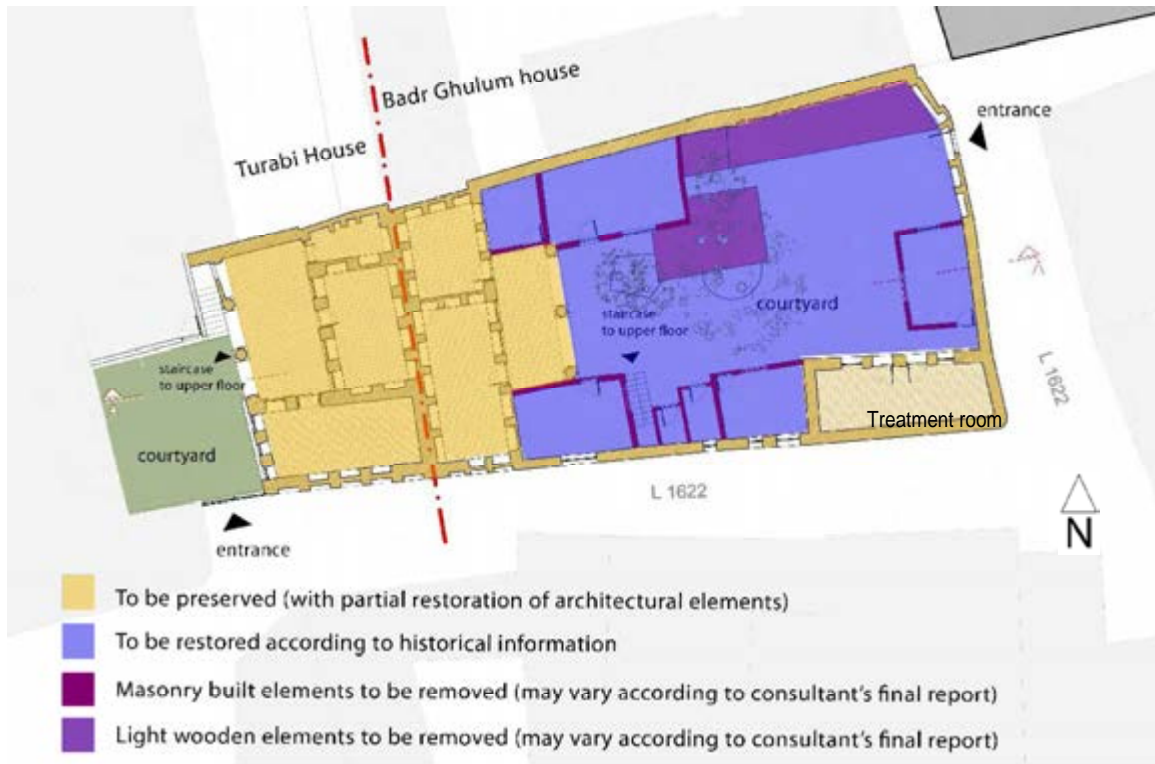 Badr Ghulum house
Turabi House
entrance
courtyard
staircase
to upper floor
staircase
to upper floor
courtyard
Treatment room
L 1622
L 1622
entrance
N
To be preserved (with partial restoration of architectural elements)
To be restored according to historical information
Masonry built elements to be removed (may vary according to consultant's final report)
Light wooden elements to be removed (may vary according to consultant's final report)